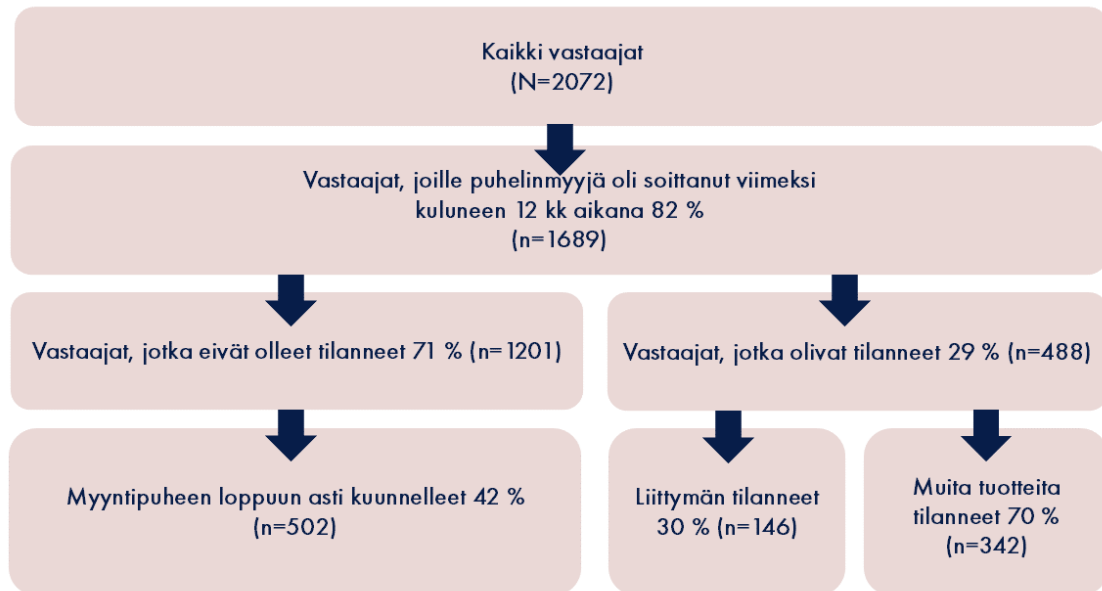 Kaikki vastaajat
(N=2072)
Vastaajat, joille puhelinmyyjä oli soittanut viimeksi
kuluneen 12 kk aikana 82 %
(n=1689)
Vastaajat, jotka eivät olleet tilanneet 71 % (n=1201)
Vastaajat, jotka olivat tilanneet 29 % (n=488)
Myyntipuheen loppuun asti kuunnelleet 42 %
(n=502)
Liittymän tilanneet
30 % (n=146)
Muita tuotteita
tilanneet 70 %
(n=342)